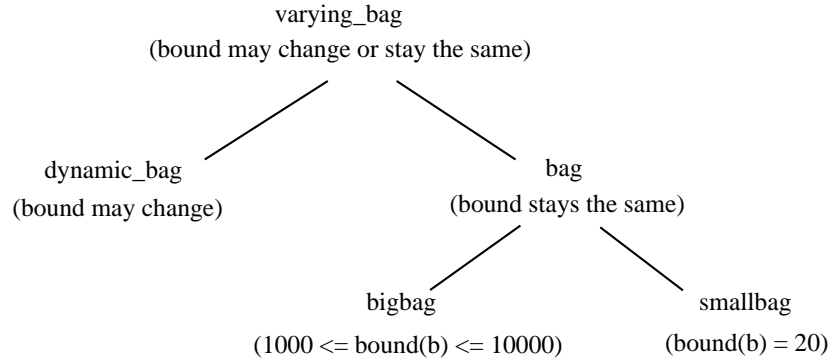 varying_bag
(bound may change or stay the same)
dynamic_bag
(bound may change)
bag
(bound stays the same)
bigbag
(1000 <= bound(b) <= 10000)
smallbag
(bound(b) = 20)